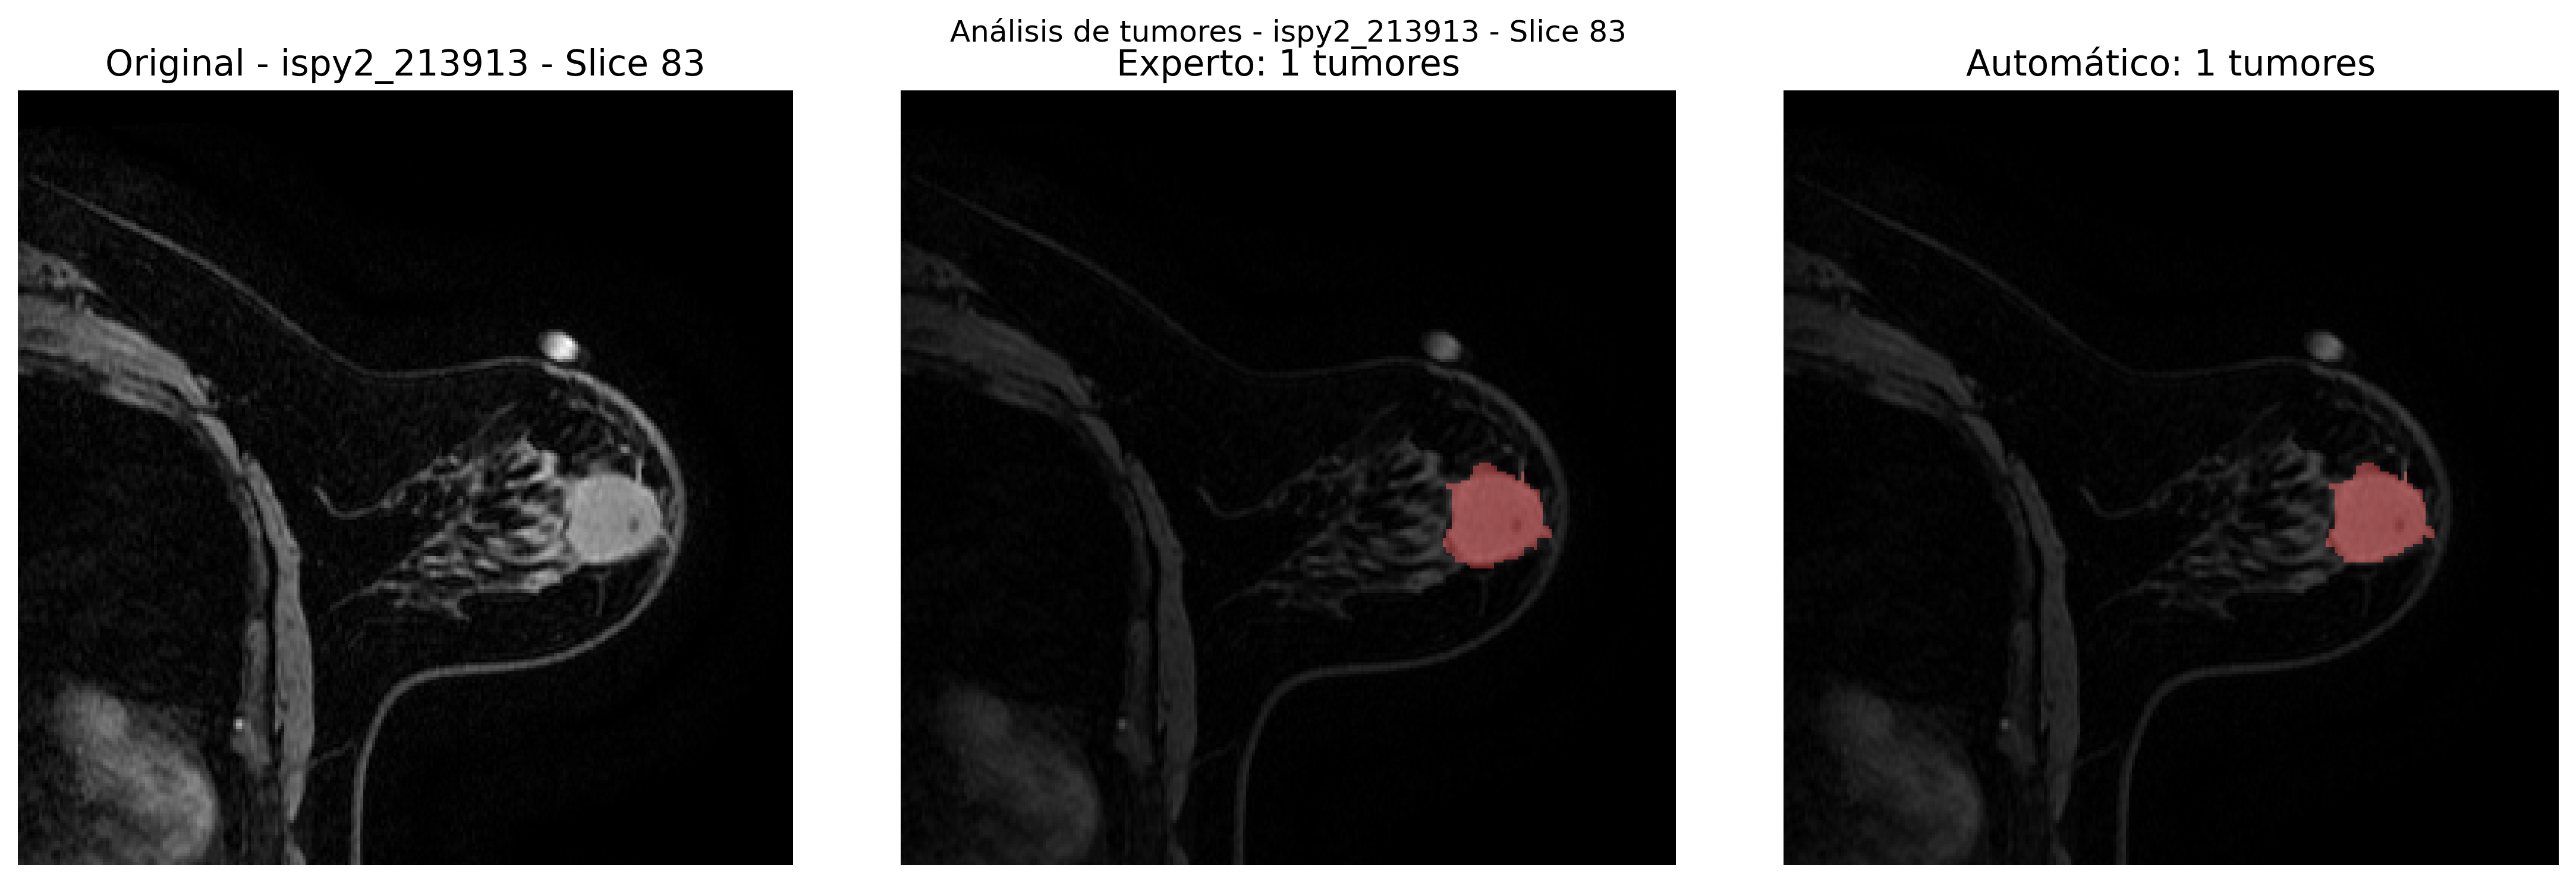 Análisis de tumores - ispy2_213913 - Slice 83
Original - ispy2_213913 - Slice 83
Experto: 1 tumores
Automático: 1 tumores